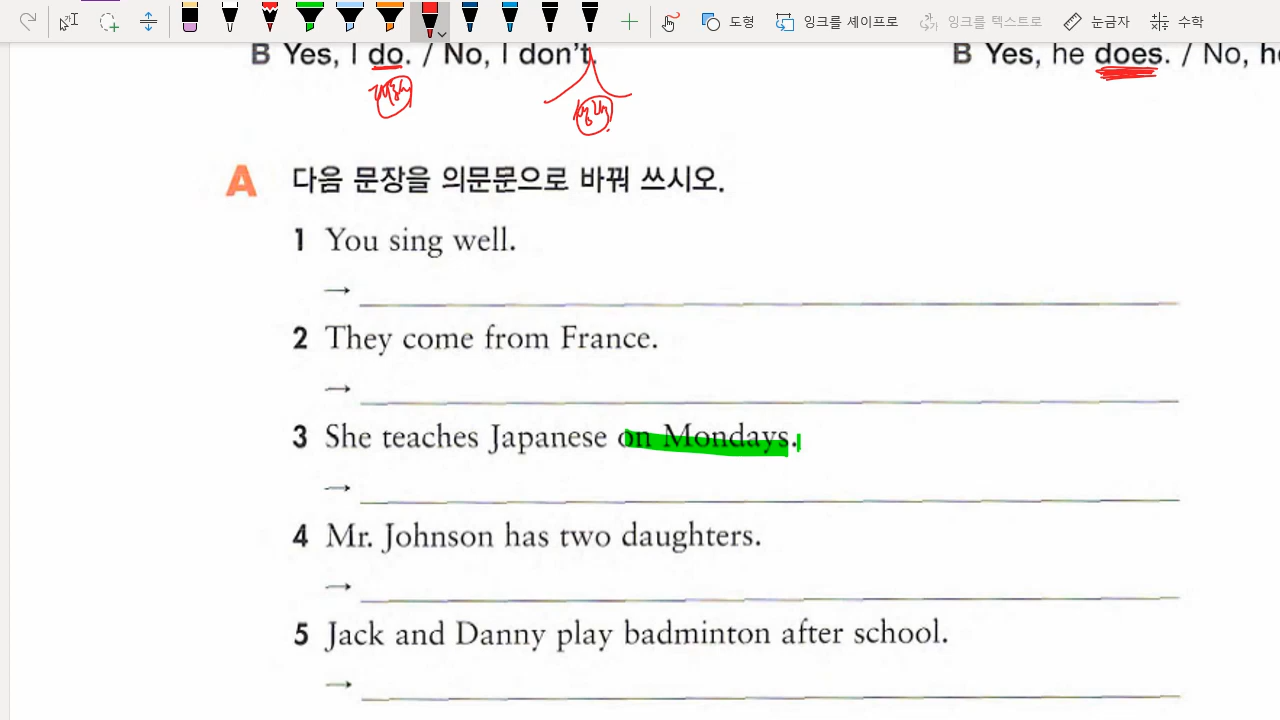 도형 잉크를 셰이프로 잉크를 텍스트로 눈금자 수학
B Yes, I do. / No, I don't. B Yes, he does. / No, he
A 다음 문장을 의문문으로 바꿔 쓰시오.
1 You sing well.
→
2 They come from France.
→
3 She teaches Japanese on Mondays.
→
4 Mr. Johnson has two daughters.
→
5 Jack and Danny play badminton after school.
→